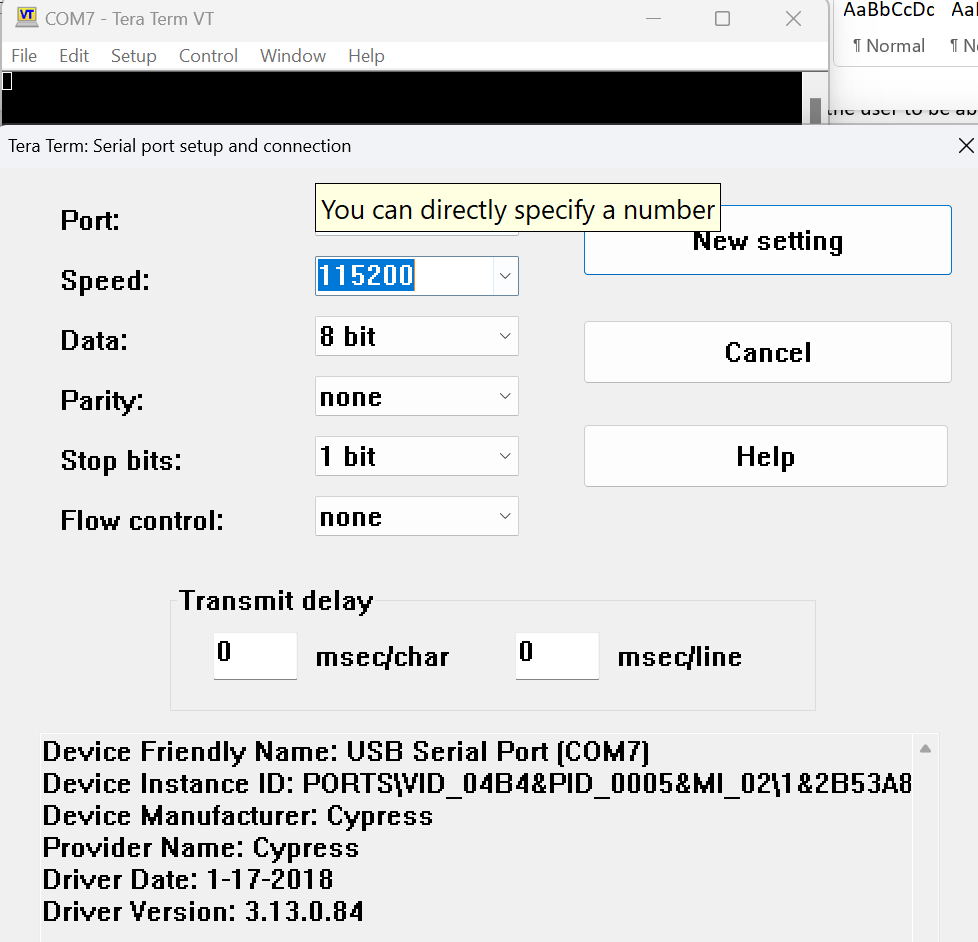 VT COM7 - Tera Term VT
File Edit Setup Control Window Help
AaBbCcDc
¶ Normal
the user to be ab
Tera Term: Serial port setup and connection
Port:
You can directly specify a number
New setting
Speed: 115200
Cancel
Data: 8 bit
Parity: none
Help
Stop bits: 1 bit
Flow control: none
Transmit delay
0 msec/char 0 msec/line
Device Friendly Name: USB Serial Port (COM7)
Device Instance ID: PORTS\VID_04B4&PID_0005&MI_02\1&2B53A8
Device Manufacturer: Cypress
Provider Name: Cypress
Driver Date: 1-17-2018
Driver Version: 3.13.0.84